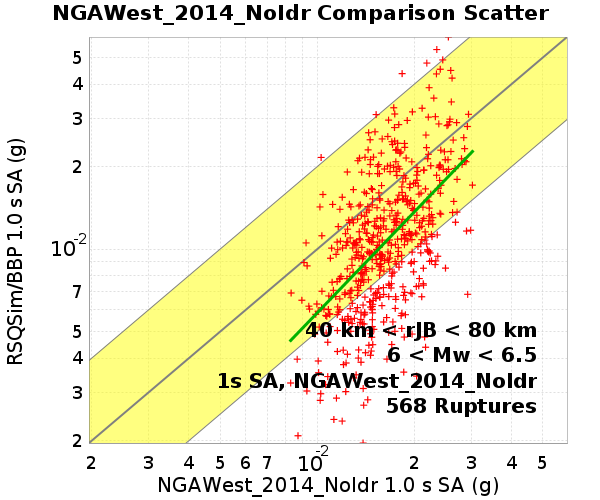 NGAWest_2014_NoIdr Comparison Scatter
RSQSim/BBP 1.0 s SA (g)
5
4
3
2
10-2
7
5
4
3
2
40 km < rJB < 80 km
6 < Mw < 6.5
1s SA, NGAWest_2014_NoIdr
568 Ruptures
2 3 4 5 6 7 10-2 2 3 4 5
NGAWest_2014_NoIdr 1.0 s SA (g)